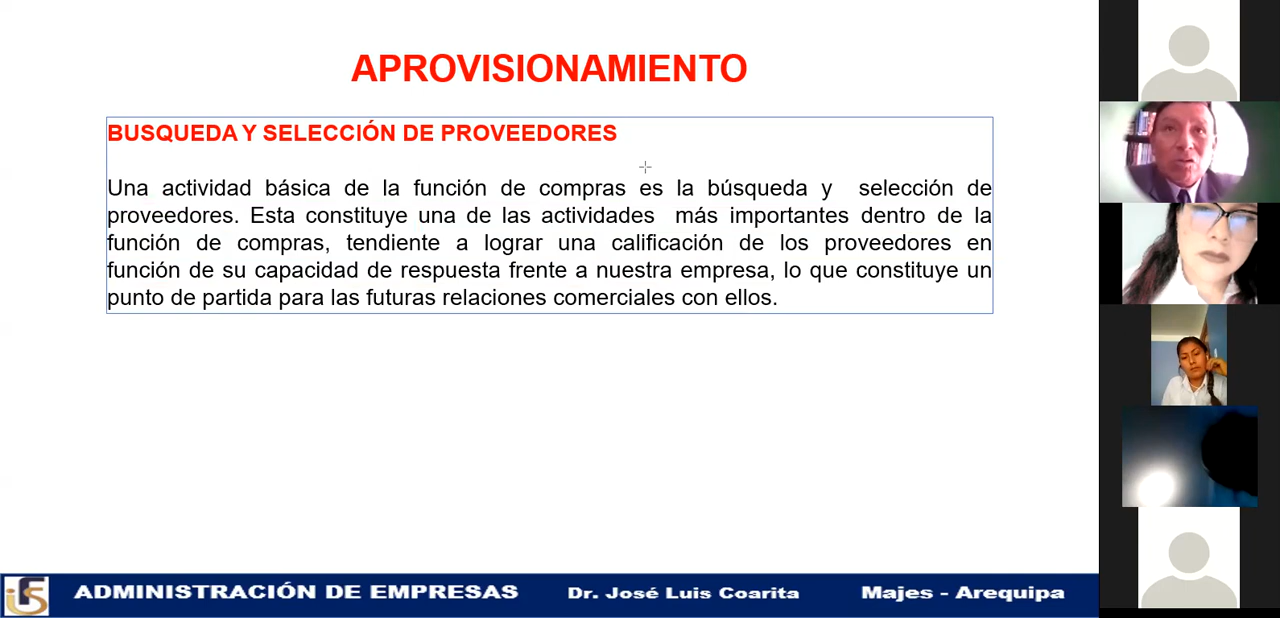 APROVISIONAMIENTO
BUSQUEDA Y SELECCIÓN DE PROVEEDORES
Una actividad básica de la función de compras es la búsqueda y selección de
proveedores. Esta constituye una de las actividades más importantes dentro de la
función de compras, tendiente a lograr una calificación de los proveedores en
función de su capacidad de respuesta frente a nuestra empresa, lo que constituye un
punto de partida para las futuras relaciones comerciales con ellos.
ADMINISTRACIÓN DE EMPRESAS Dr. José Luis Coarita Majes - Arequipa